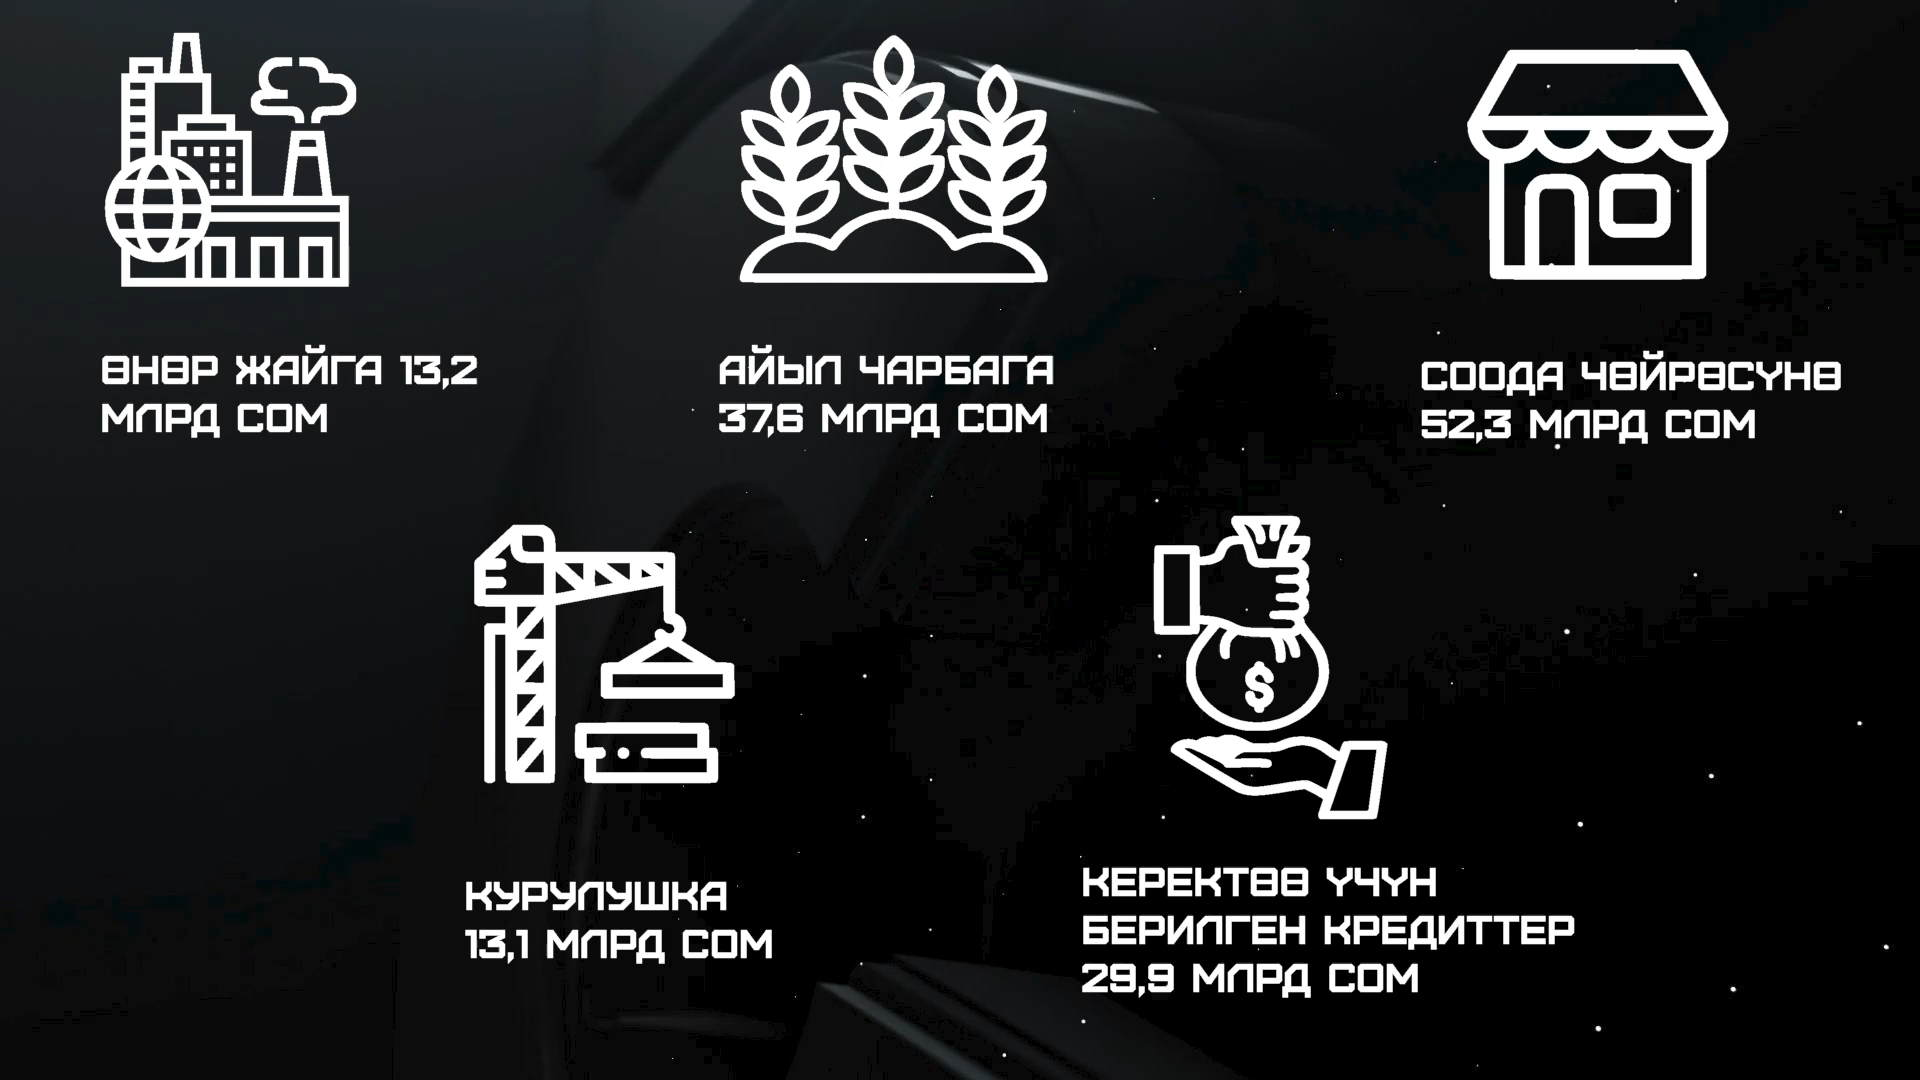 ӨНӨР ЖАЙГА 13,2
МЛРД СОМ
АЙЫЛ ЧАРБАГА
37,6 МЛРД СОМ
СООДА ЧӨЙРӨСҮНӨ
52,3 МЛРД СОМ
КУРУЛУШКА
13,1 МЛРД СОМ
$
КЕРЕКТӨӨ ҮЧҮН
БЕРИЛГЕН КРЕДИТТЕР
29,9 МЛРД СОМ